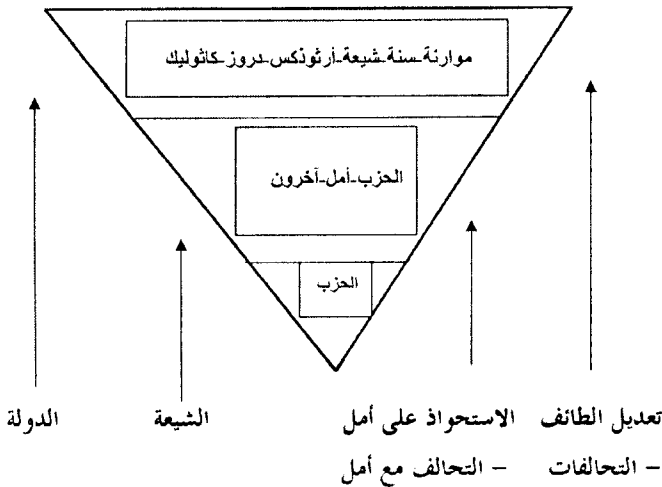 موارنة-سنة-شيعة-أرثوذكس-دروز-كاثوليك
الحزب-أمل-آخرون
الحزب
تعديل الطائف الاستحواذ على أمل الشيعة الدولة
– التحالفات – التحالف مع أمل